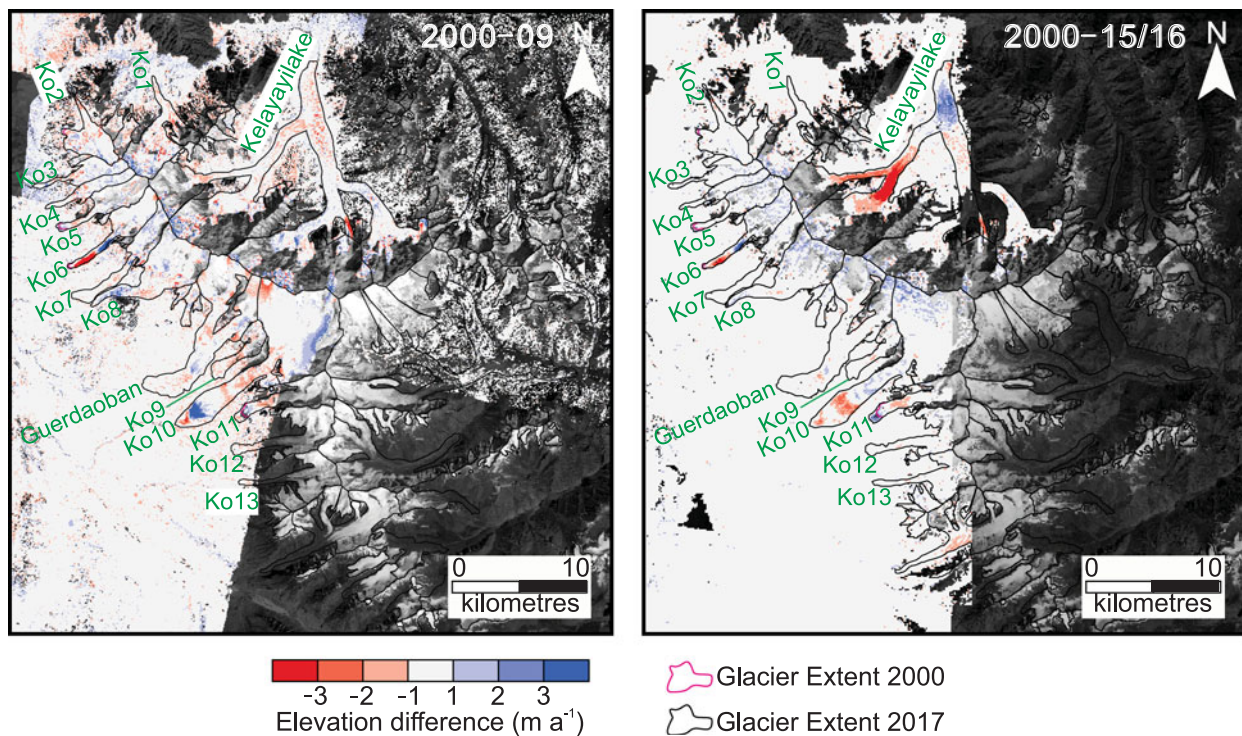 2000-09 N
Ko2
Ko1
Kelayayilake
Ko3
Ko4
Ko5
Ko6
Ko7
Ko8
Guerdaoban
Ko9
Ko10
Ko11
Ko12
Ko13
0 10
kilometres
2000-15/16 N
Ko2
Ko1
Kelayayilake
Ko3
Ko4
Ko5
Ko6
Ko7
Ko8
Guerdaoban
Ko9
Ko10
Ko11
Ko12
Ko13
0 10
kilometres
-3 -2 -1 1 2 3
Elevation difference (m a⁻¹)
Glacier Extent 2000
Glacier Extent 2017